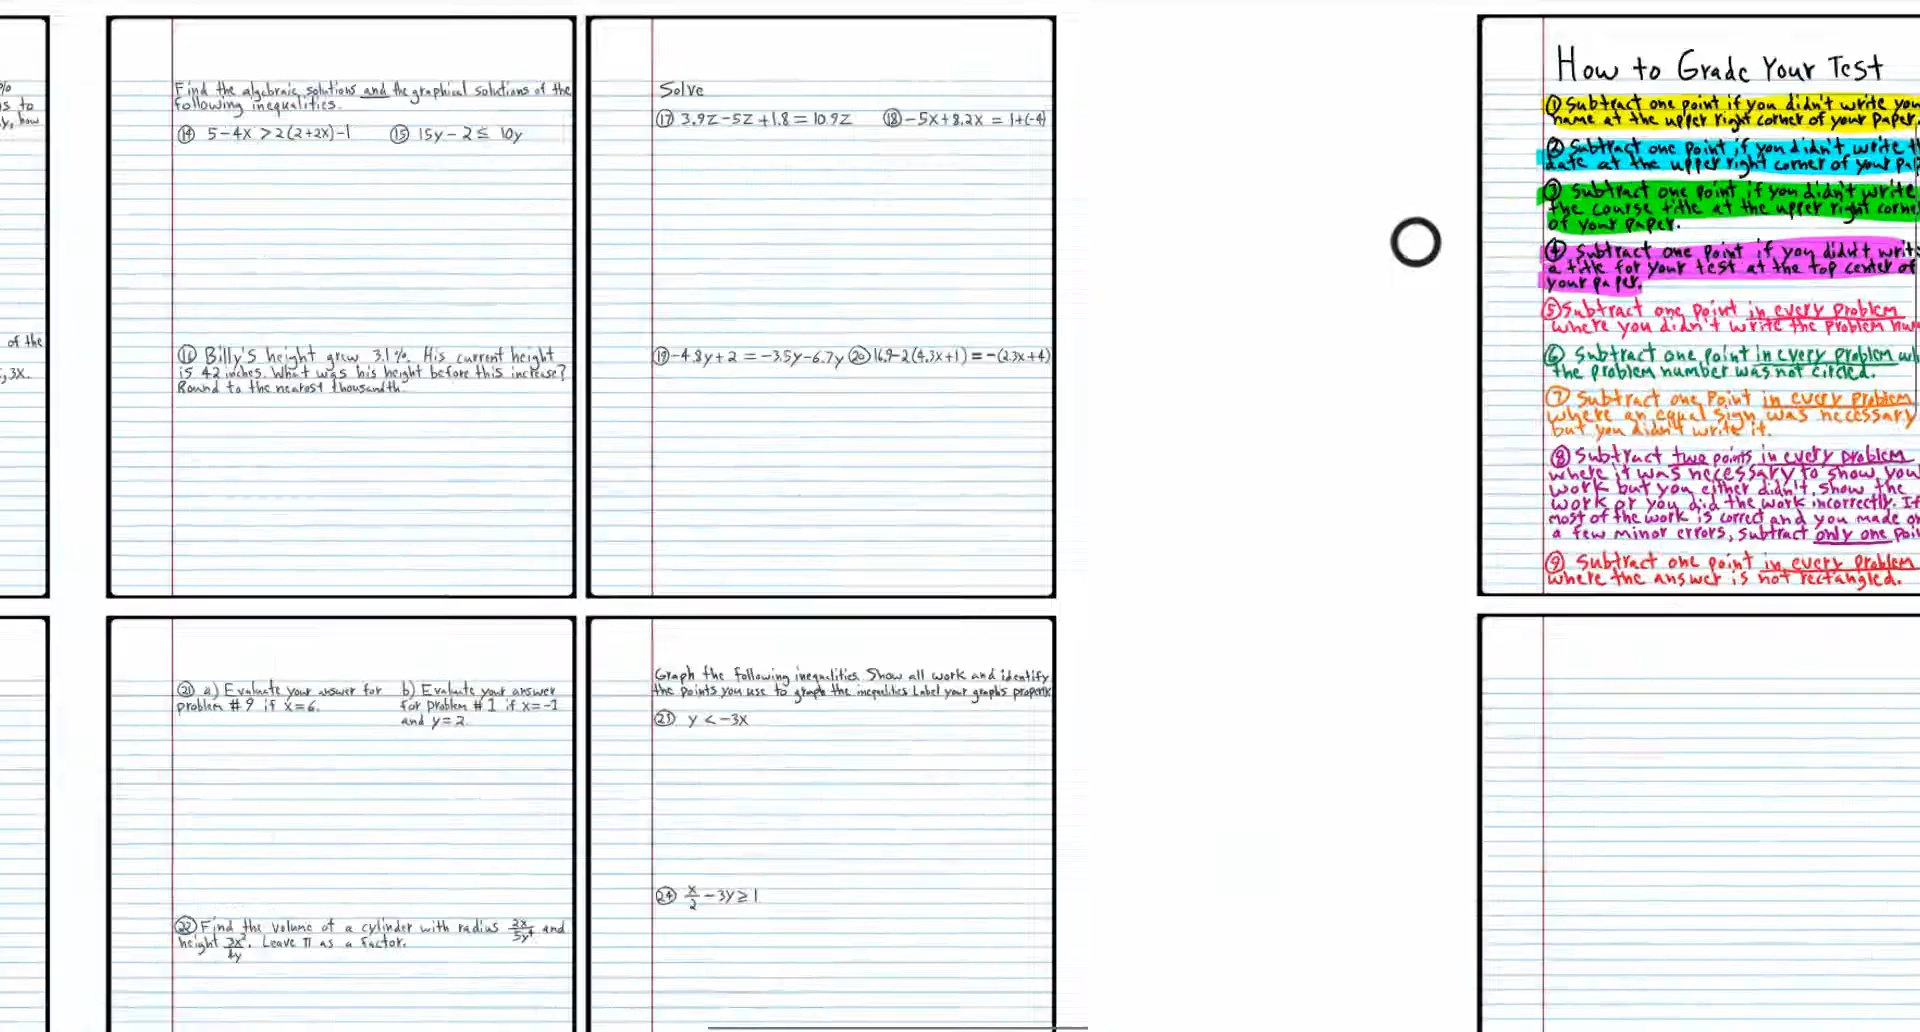 %
s to
y, how
of the
, 3x.
Find the algebraic solutions and the graphical solutions of the
following inequalities.
14 5-4x > 2(2+2x)-1 15 15y-2 ≤ 10y
16 Billy's height grew 3.1%. His current height
is 42 inches. What was his height before this increase?
Round to the nearest thousandth.
Solve
17 3.9z-5z+1.8=10.9z 18 -5x+8.2x = 1+(-4)
19 -4.8y+2 = -3.5y-6.7y 20 16.9-2(4.3x+1) = -(2.3x+4)
21 a) Evaluate your answer for
problem #9 if x=6.
b) Evaluate your answer
for problem #1 if x=-1
and y=2.
22 Find the volume of a cylinder with radius 2x/5y⁴ and
height 3x²/4y. Leave π as a factor.
Graph the following inequalities. Show all work and identify
the points you use to graph the inequalities. Label your graphs properly
23 y < -3x
24 x/2 - 3y ≥ 1
How to Grade Your Test
1 Subtract one point if you didn't write you
name at the upper right corner of your paper.
2 Subtract one point if you didn't write th
date at the upper right corner of your pap
3 Subtract one point if you didn't write
the course title at the upper right corne
of your paper.
4 Subtract one point if you didn't writ
a title for your test at the top center of
your paper.
5 Subtract one point in every problem
where you didn't write the problem num
6 Subtract one point in every problem wh
the problem number was not circled.
7 Subtract one point in every problem
where an equal sign was necessary
but you didn't write it.
8 Subtract two points in every problem
where it was necessary to show you
work but you either didn't show the
work or you did the work incorrectly. If
most of the work is correct and you made on
a few minor errors, subtract only one poin
9 Subtract one point in every problem
where the answer is not rectangled.